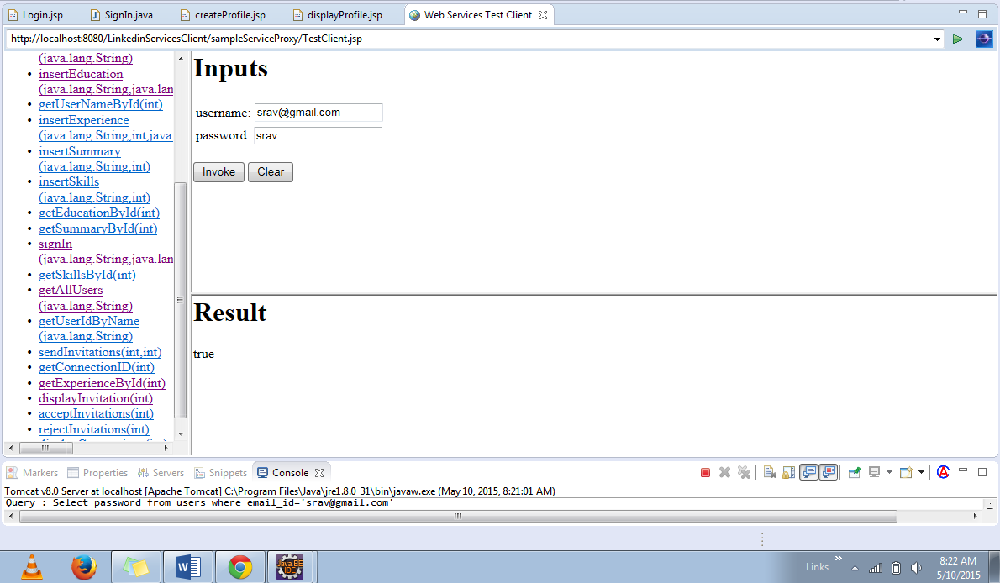 Login.jsp SignIn.java createProfile.jsp displayProfile.jsp Web Services Test Client
http://localhost:8080/LinkedinServicesClient/sampleServiceProxy/TestClient.jsp
(java.lang.String)
insertEducation
(java.lang.String,java.lan
getUserNameById(int)
insertExperience
(java.lang.String,int,java.
insertSummary
(java.lang.String,int)
insertSkills
(java.lang.String,int)
getEducationById(int)
getSummaryById(int)
signIn
(java.lang.String,java.lan
getSkillsById(int)
getAllUsers
(java.lang.String)
getUserIdByName
(java.lang.String)
sendInvitations(int,int)
getConnectionID(int)
getExperienceById(int)
displayInvitation(int)
acceptInvitations(int)
rejectInvitations(int)
Inputs
username: srav@gmail.com
password: srav
Invoke Clear
Result
true
Markers Properties Servers Snippets Console
Tomcat v8.0 Server at localhost [Apache Tomcat] C:\Program Files\Java\jre1.8.0_31\bin\javaw.exe (May 10, 2015, 8:21:01 AM)
Query : Select password from users where email_id='srav@gmail.com'
Java EE
IDE
Links
8:22 AM
5/10/2015